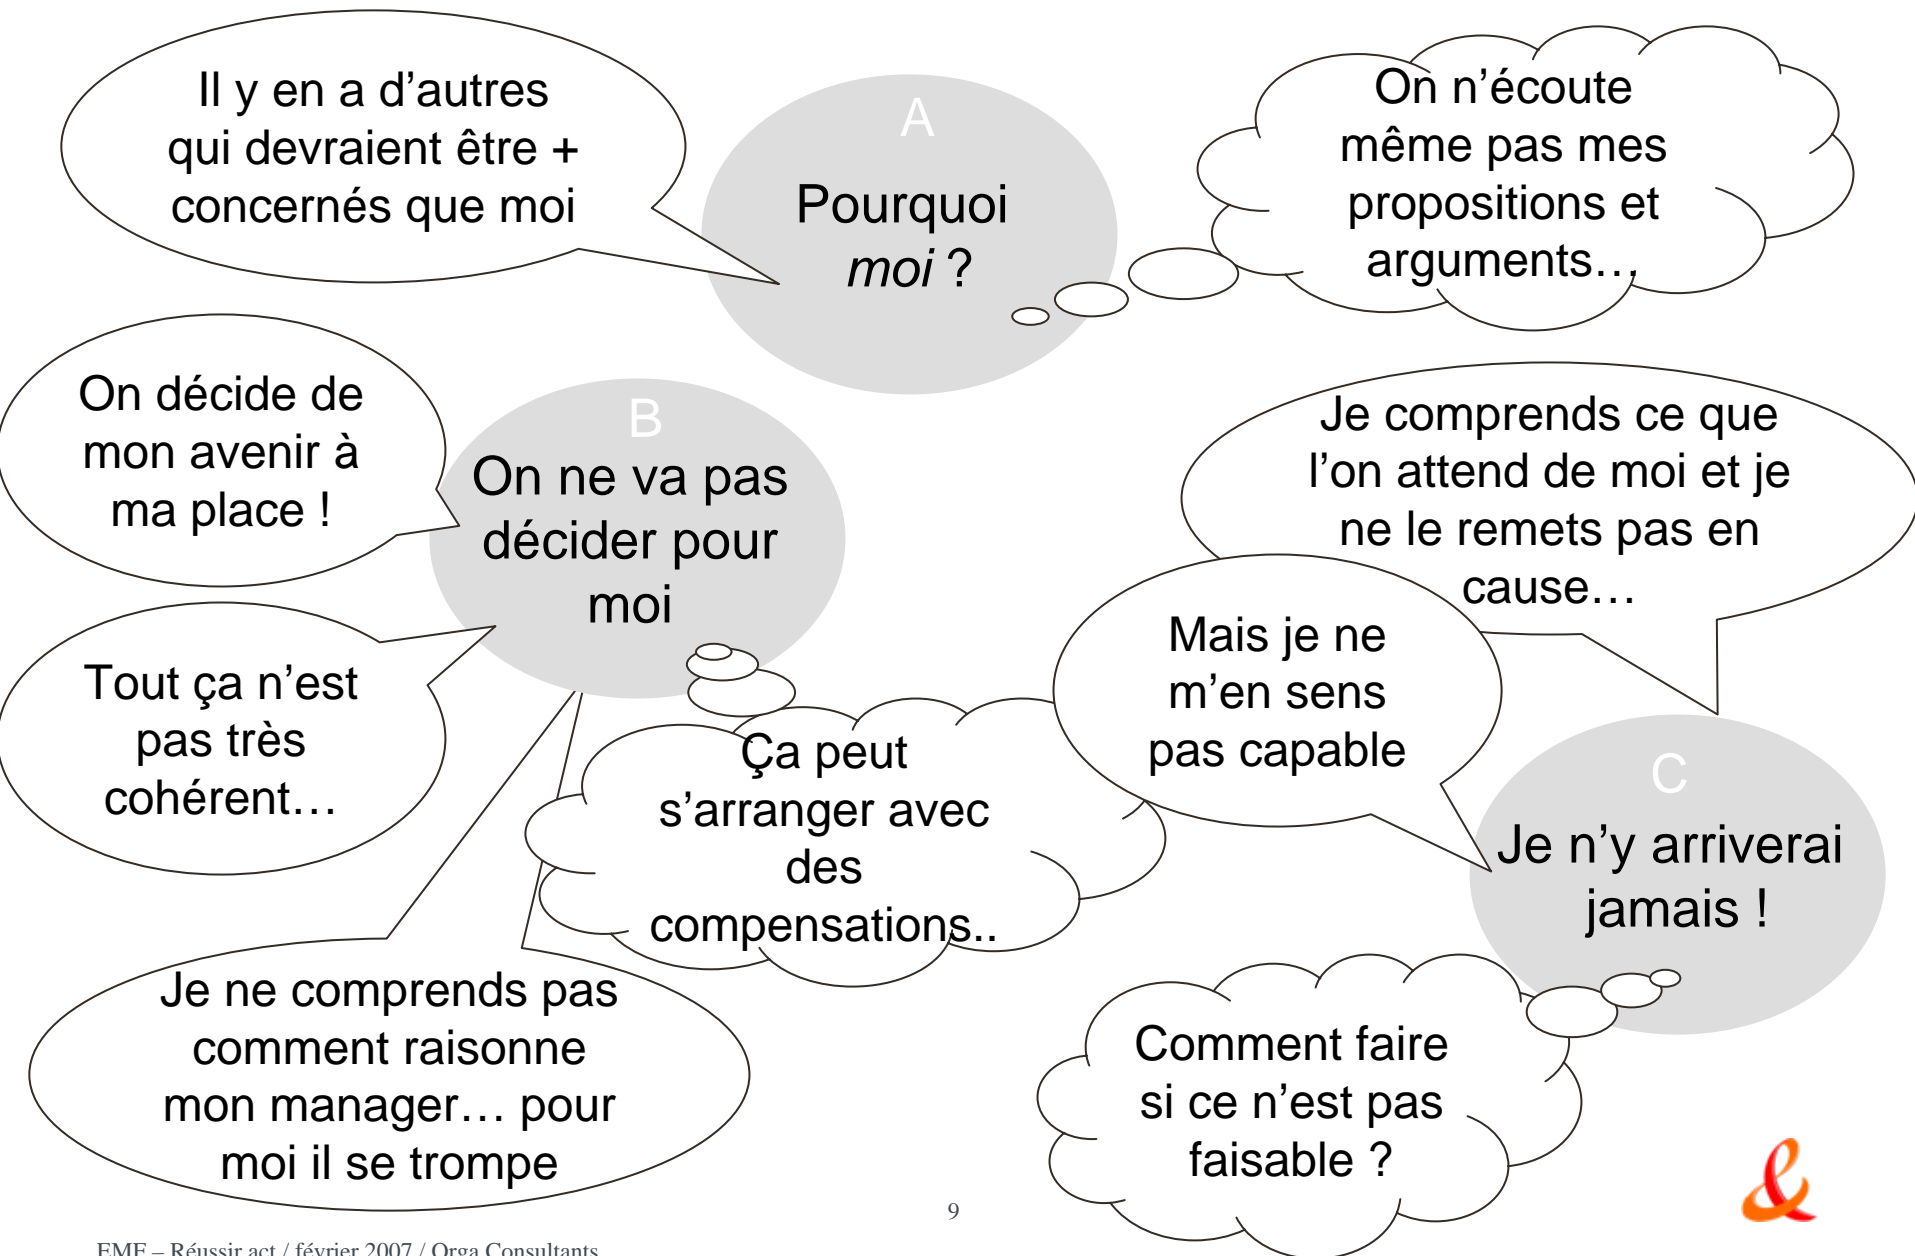 Il y en a d'autres
qui devraient être +
concernés que moi
A
Pourquoi
moi ?
On n'écoute
même pas mes
propositions et
arguments…
On décide de
mon avenir à
ma place !
B
On ne va pas
décider pour
moi
Je comprends ce que
l'on attend de moi et je
ne le remets pas en
cause…
Mais je ne
m'en sens
pas capable
Tout ça n'est
pas très
cohérent…
Ça peut
s'arranger avec
des
compensations..
C
Je n'y arriverai
jamais !
Je ne comprends pas
comment raisonne
mon manager… pour
moi il se trompe
Comment faire
si ce n'est pas
faisable ?
&
9
EMF – Réussir act / février 2007 / Orga Consultants